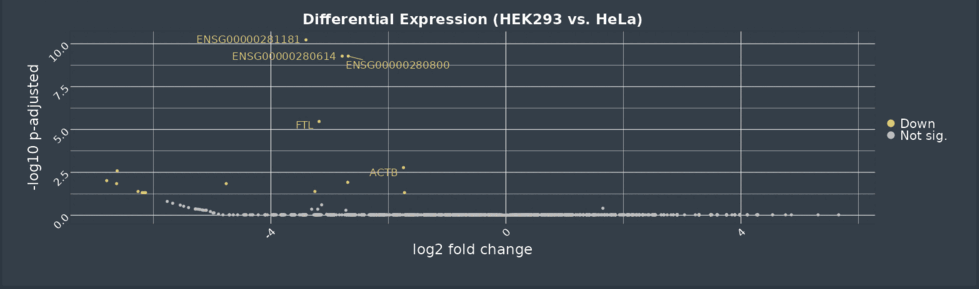 Differential Expression (HEK293 vs. HeLa)
ENSG00000281181
ENSG00000280614
ENSG00000280800
FTL
ACTB
-log10 p-adjusted
10.0
7.5
5.0
2.5
0.0
-4
0
4
log2 fold change
Down
Not sig.